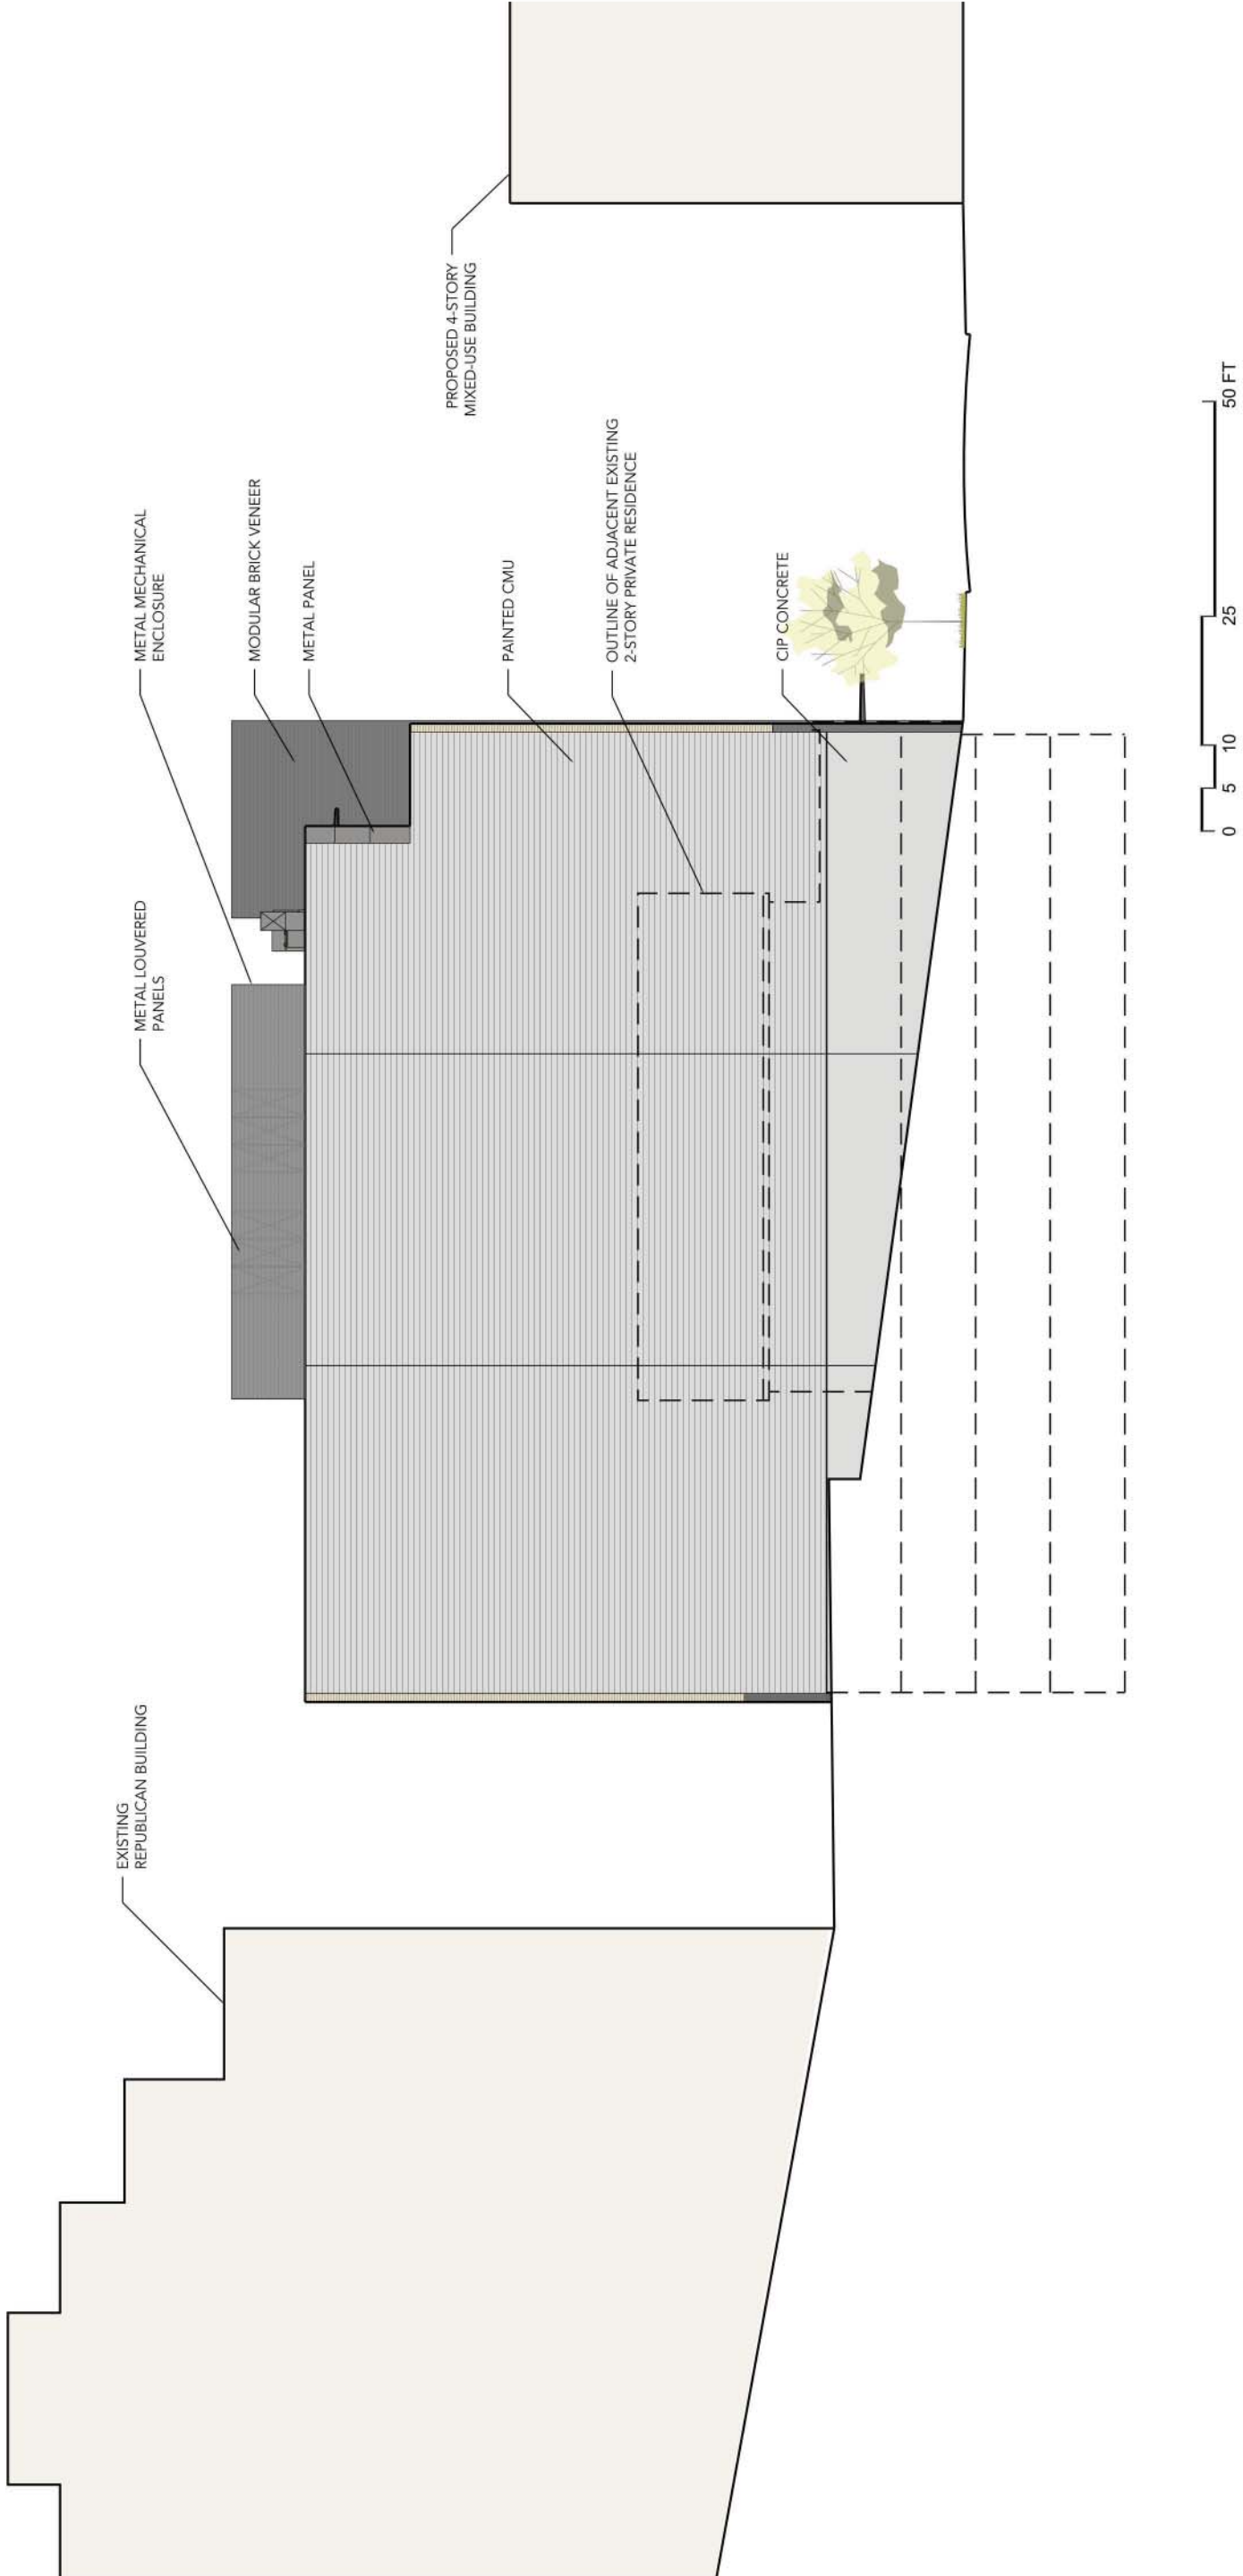 EXISTING
REPUBLICAN BUILDING
METAL LOUVERED
PANELS
METAL MECHANICAL
ENCLOSURE
MODULAR BRICK VENEER
METAL PANEL
PROPOSED 4-STORY
MIXED-USE BUILDING
PAINTED CMU
OUTLINE OF ADJACENT EXISTING
2-STORY PRIVATE RESIDENCE
CIP CONCRETE
0 5 10 25 50 FT